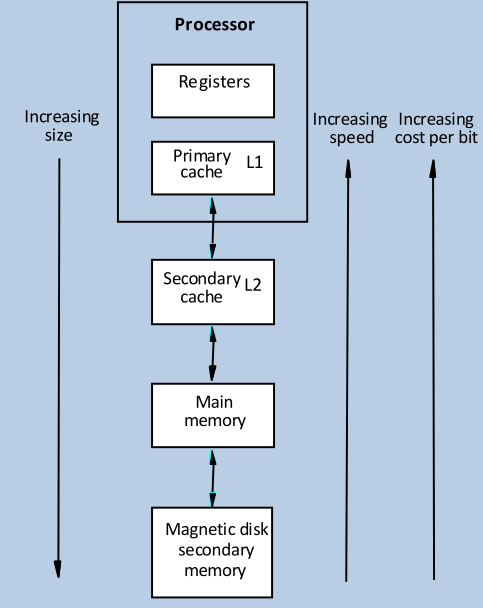 Processor
Registers
Increasing
size
Increasing
speed
Increasing
cost per bit
Primary
cache
L1
Secondary
cache
L2
Main
memory
Magnetic disk
secondary
memory